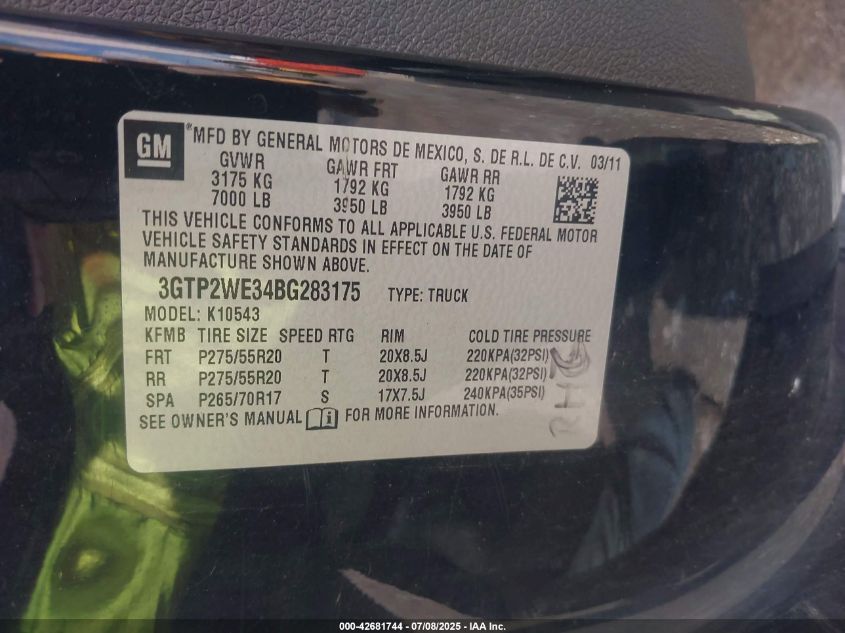 GM
®MFD BY GENERAL MOTORS DE MEXICO, S. DE R.L. DE C.V. 03/11
GVWR GAWR FRT GAWR RR
3175 KG 1792 KG 1792 KG
7000 LB 3950 LB 3950 LB
THIS VEHICLE CONFORMS TO ALL APPLICABLE U.S. FEDERAL MOTOR
VEHICLE SAFETY STANDARDS IN EFFECT ON THE DATE OF
MANUFACTURE SHOWN ABOVE.
3GTP2WE34BG283175 TYPE: TRUCK
MODEL: K10543
KFMB TIRE SIZE SPEED RTG RIM COLD TIRE PRESSURE
FRT P275/55R20 T 20X8.5J 220KPA(32PSI)
RR P275/55R20 T 20X8.5J 220KPA(32PSI)
SPA P265/70R17 S 17X7.5J 240KPA(35PSI)
SEE OWNER'S MANUAL FOR MORE INFORMATION.
000-42681744 - 07/08/2025 - IAA Inc.